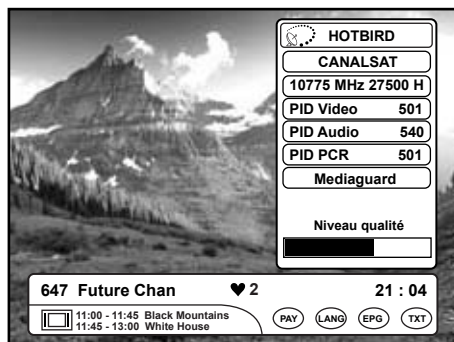 HOTBIRD
CANALSAT
10775 MHz 27500 H
PID Video 501
PID Audio 540
PID PCR 501
Mediaguard
Niveau qualité
647 Future Chan ♥ 2 21 : 04
11:00 - 11:45 Black Mountains
11:45 - 13:00 White House
PAY LANG EPG TXT